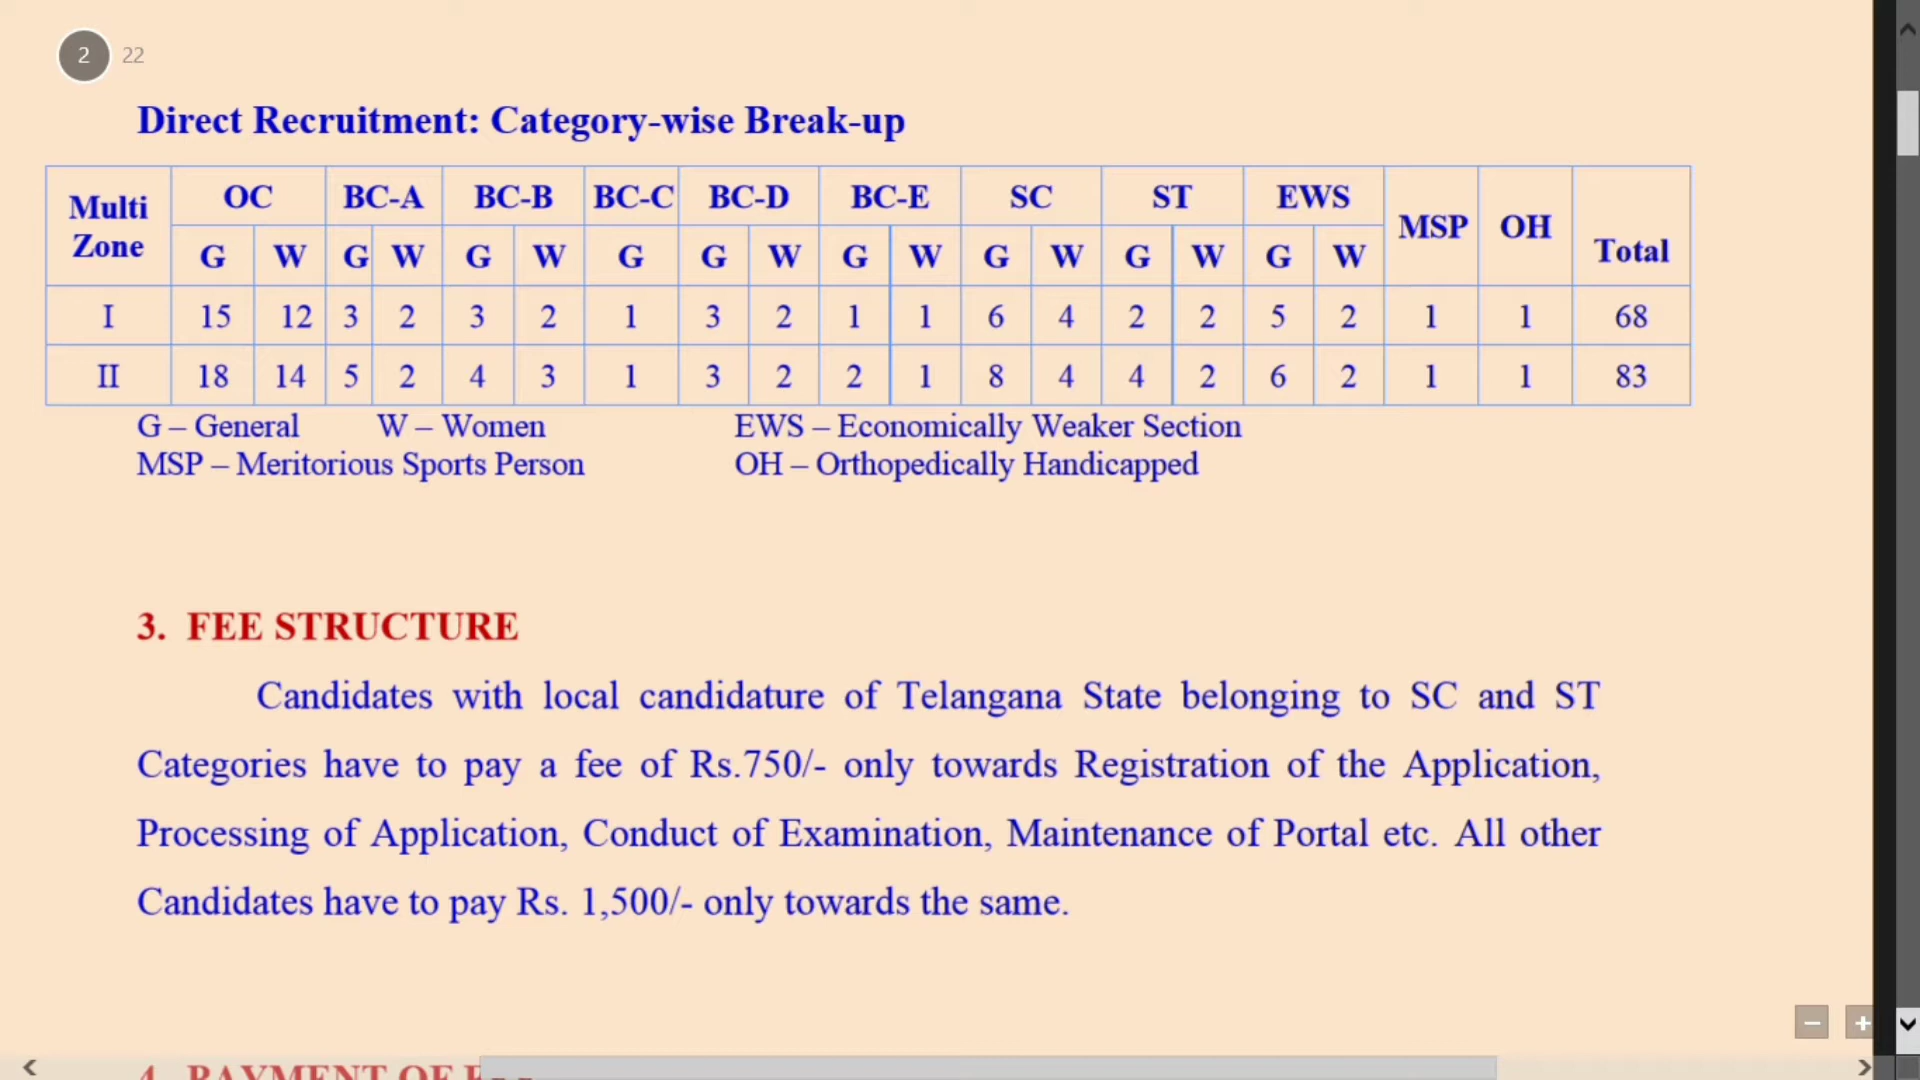 2 22
Direct Recruitment: Category-wise Break-up
Multi Zone OC BC-A BC-B BC-C BC-D BC-E SC ST EWS MSP OH Total
G W G W G W G G W G W G W G W G W
I 15 12 3 2 3 2 1 3 2 1 1 6 4 2 2 5 2 1 1 68
II 18 14 5 2 4 3 1 3 2 2 1 8 4 4 2 6 2 1 1 83
G – General W – Women EWS – Economically Weaker Section
MSP – Meritorious Sports Person OH – Orthopedically Handicapped
3. FEE STRUCTURE
Candidates with local candidature of Telangana State belonging to SC and ST
Categories have to pay a fee of Rs.750/- only towards Registration of the Application,
Processing of Application, Conduct of Examination, Maintenance of Portal etc. All other
Candidates have to pay Rs. 1,500/- only towards the same.
4. PAYMENT OF